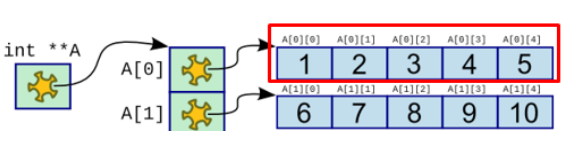 int **A
A[0]
A[0][0] A[0][1] A[0][2] A[0][3] A[0][4]
1 2 3 4 5
A[1]
A[1][0] A[1][1] A[1][2] A[1][3] A[1][4]
6 7 8 9 10